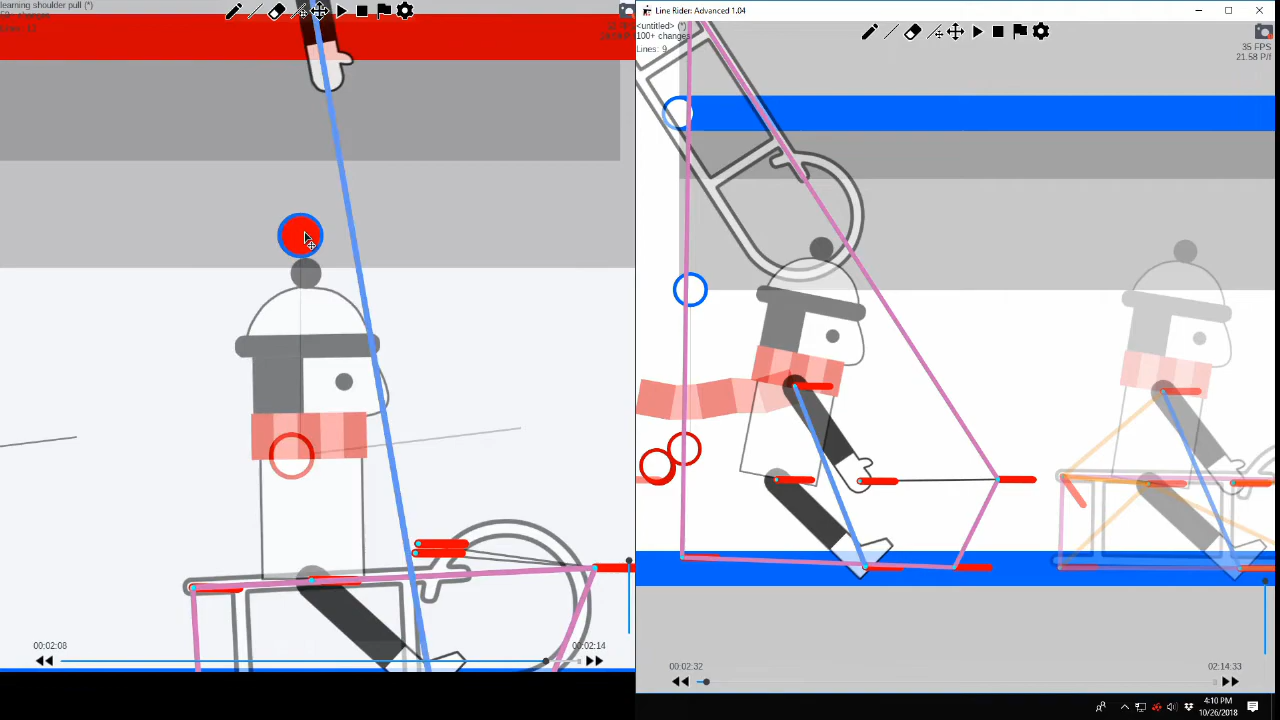 learning shoulder pull (*)
Line Rider: Advanced 1.04
<untitled> (*)
100+ changes
Lines: 9
35 FPS
21.58 P/f
00:02:08
00:02:14
00:02:32
02:14:33
4:10 PM
10/26/2018